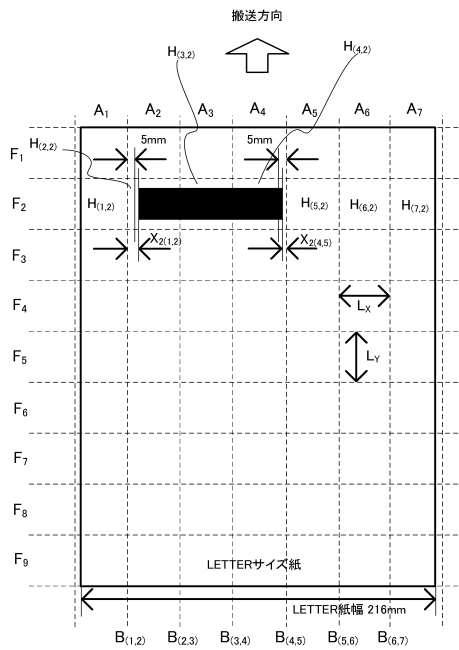 搬送方向
H(3,2) H(4,2)
A1 A2 A3 A4 A5 A6 A7
H(2,2) 5mm 5mm
F1
F2 H(1,2) H(5,2) H(6,2) H(7,2)
X2(1,2) X2(4,5)
F3
F4 LX
F5 LY
F6
F7
F8
F9
LETTERサイズ紙
LETTER紙幅 216mm
B(1,2) B(2,3) B(3,4) B(4,5) B(5,6) B(6,7)